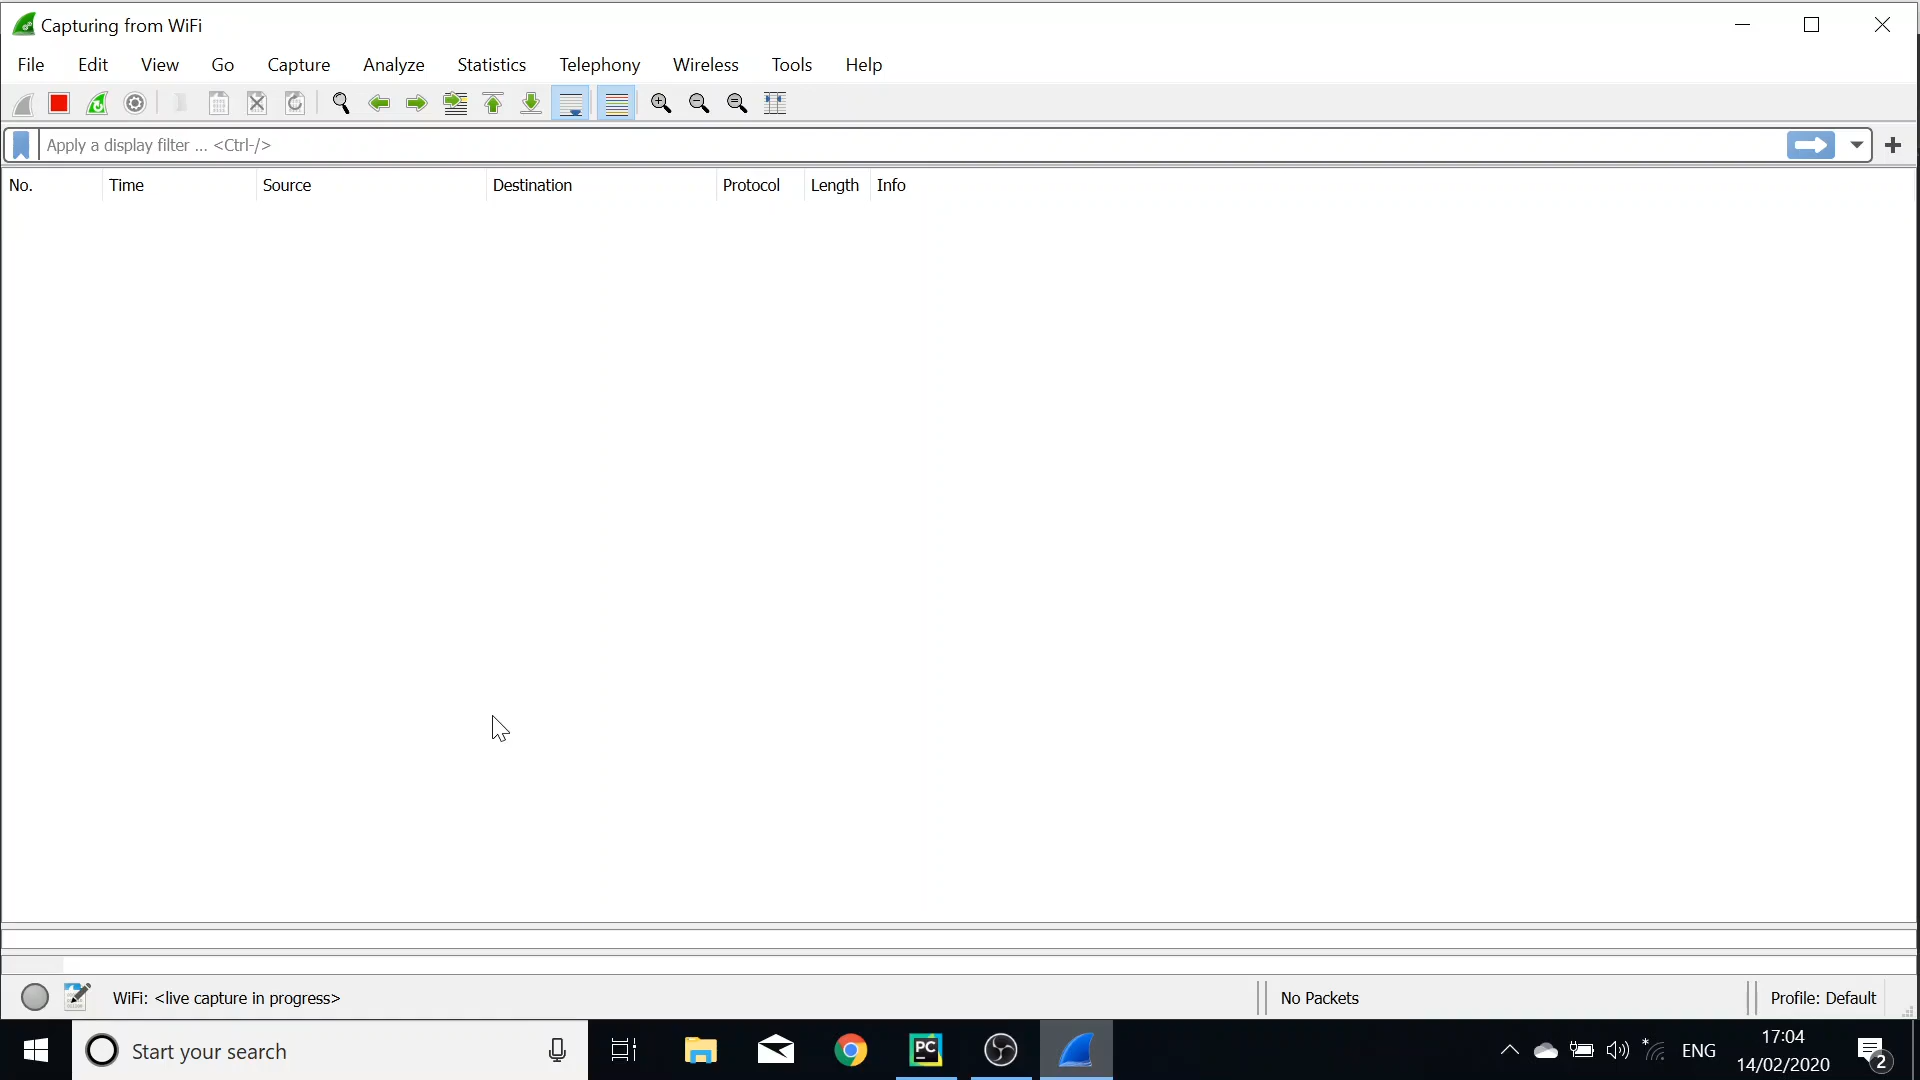 Capturing from WiFi
File Edit View Go Capture Analyze Statistics Telephony Wireless Tools Help
Apply a display filter ... <Ctrl-/>
No. Time Source Destination Protocol Length Info
WiFi: <live capture in progress> No Packets Profile: Default
Start your search PC ENG 17:04
14/02/2020 2